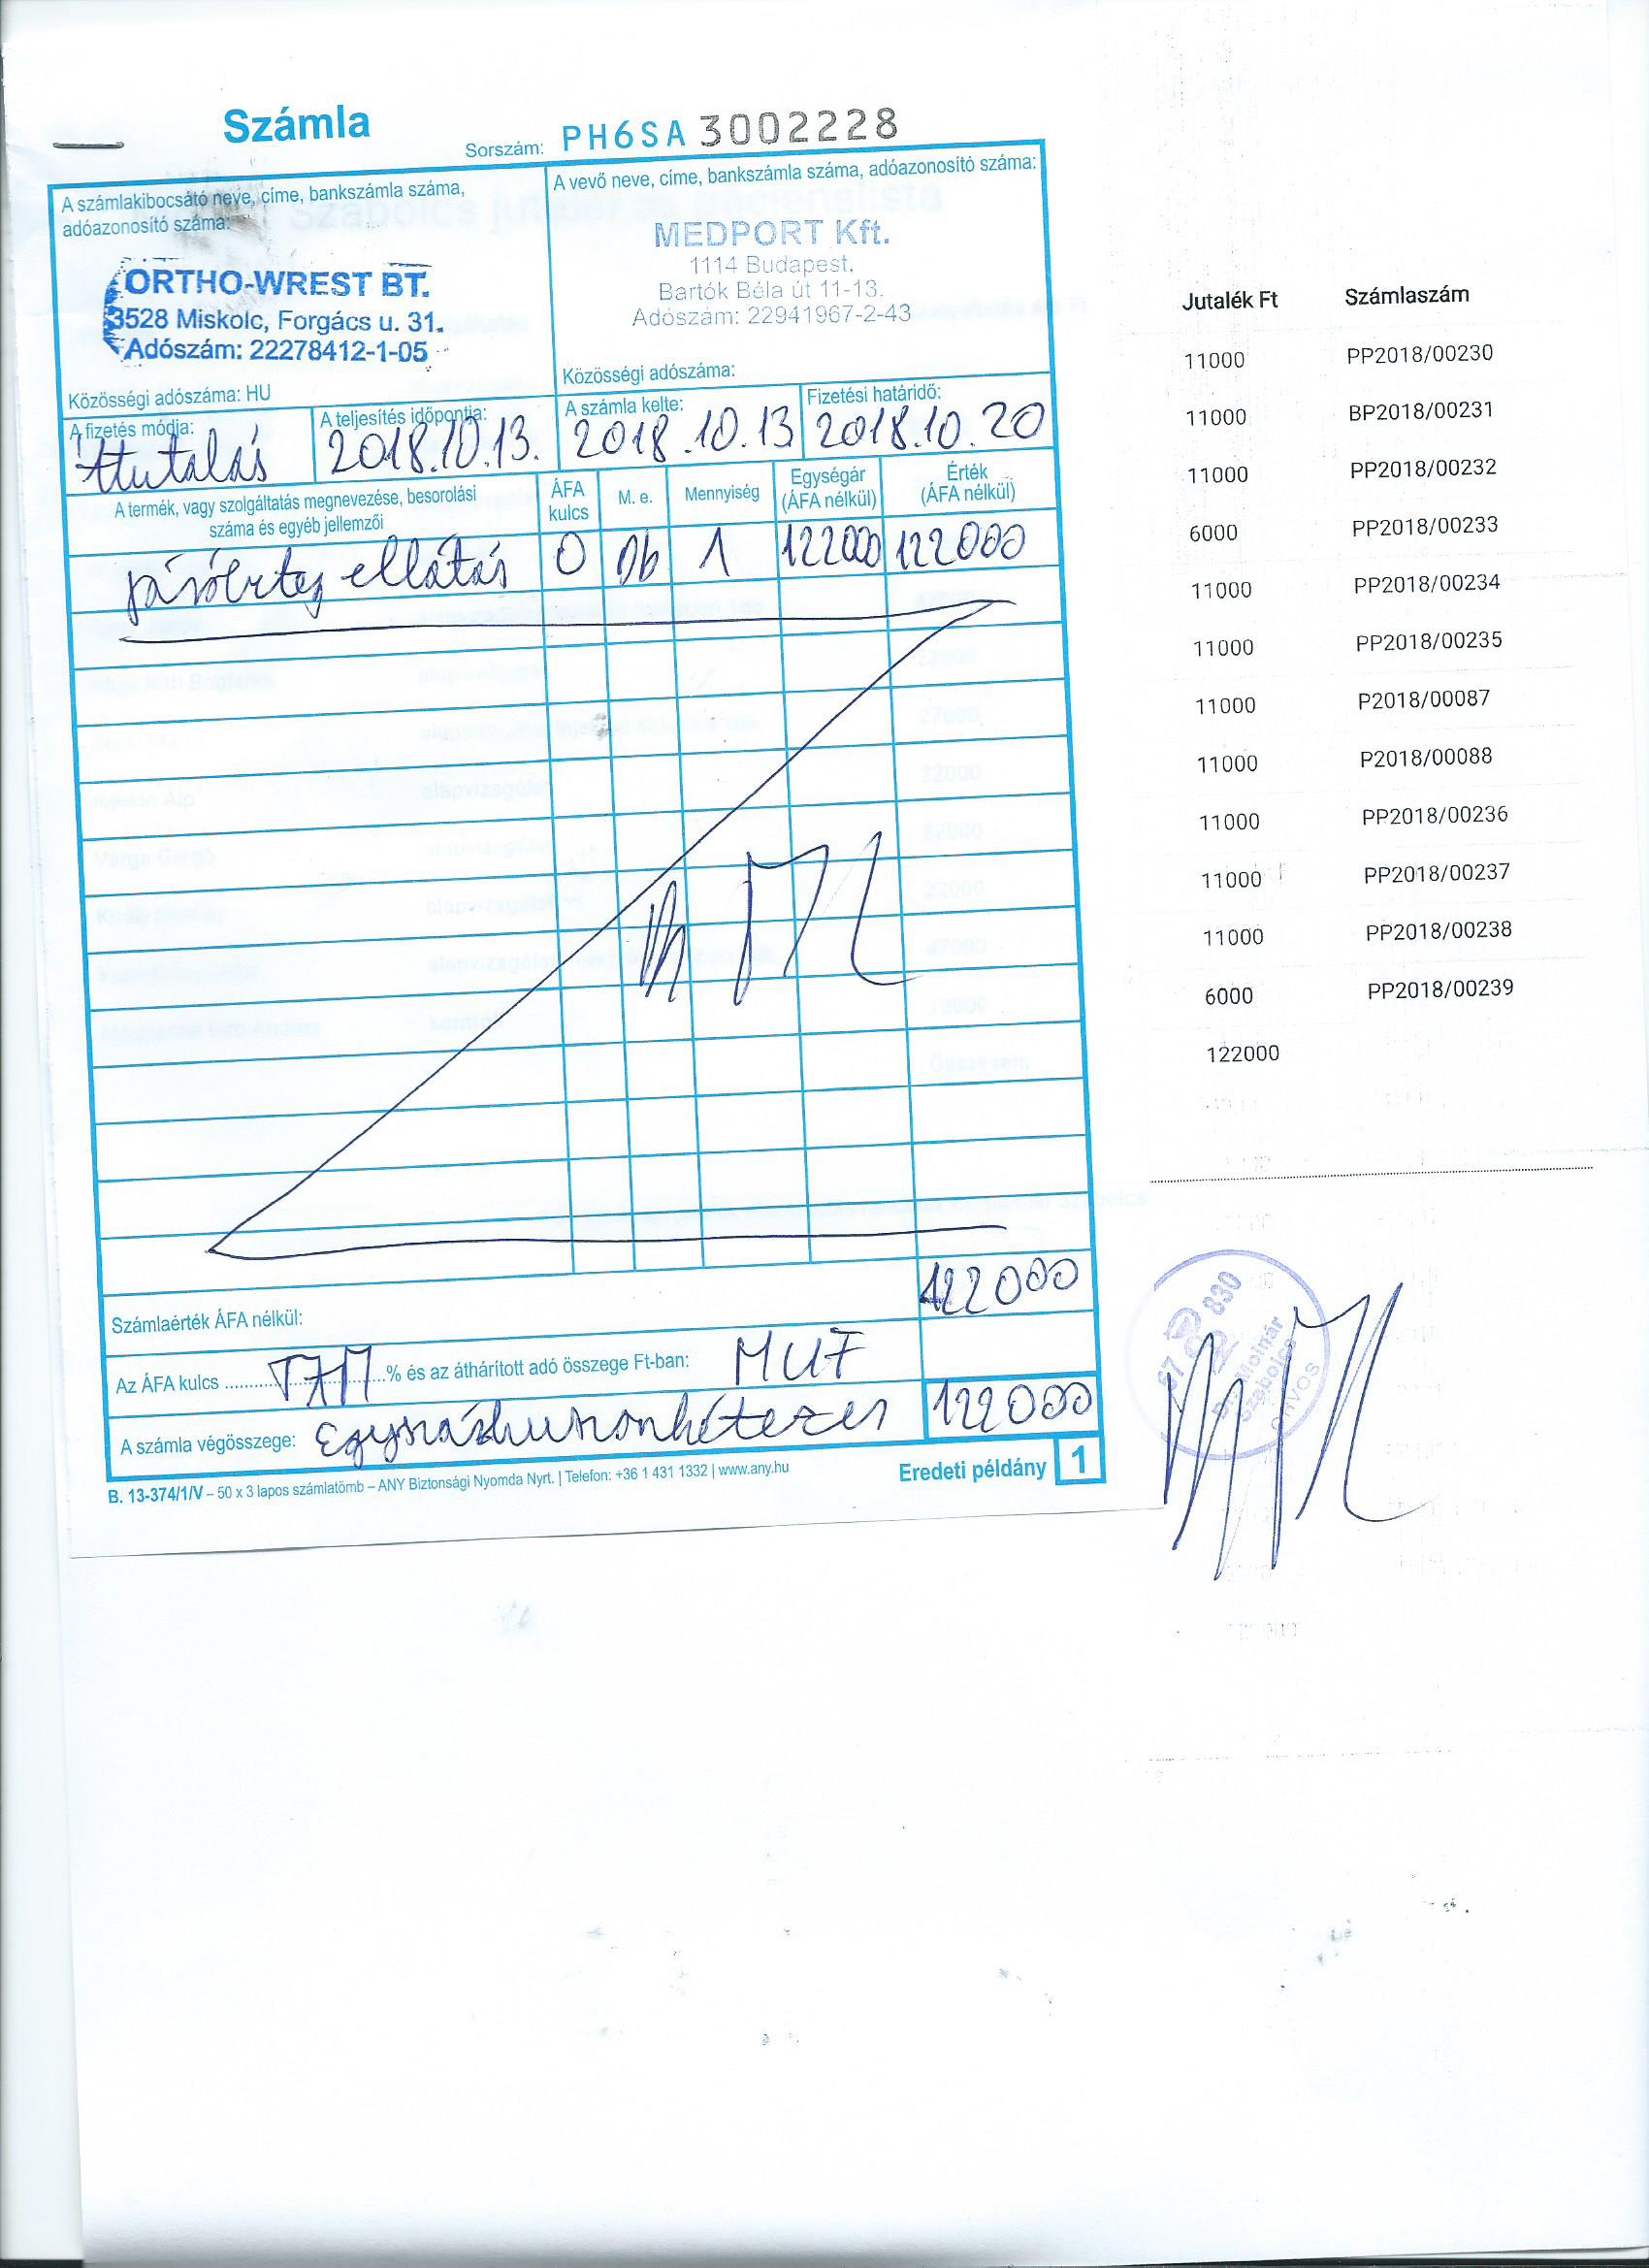 Számla
Sorszám: PH6SA 3002228
A számlakibocsátó neve, címe, bankszámla száma,
adóazonosító száma:
ORTHO-WREST BT.
3528 Miskolc, Forgács u. 31.
Adószám: 22278412-1-05
Közösségi adószáma: HU
A vevő neve, címe, bankszámla száma, adóazonosító száma:
MEDPORT Kft.
1114 Budapest,
Bartók Béla út 11-13.
Adószám: 22941967-2-43
Közösségi adószáma:
A fizetés módja:
Átutalás
A teljesítés időpontja:
2018.10.13.
A számla kelte:
2018.10.13
Fizetési határidő:
2018.10.20
A termék, vagy szolgáltatás megnevezése, besorolási
száma és egyéb jellemzői
ÁFA
kulcs
M. e.
Mennyiség
Egységár
(ÁFA nélkül)
Érték
(ÁFA nélkül)
járóbeteg ellátás 0 Db 1 122000 122000
Számlaérték ÁFA nélkül: 122000
Az ÁFA kulcs TAM % és az áthárított adó összege Ft-ban:
A számla végösszege: Egyszázhuszonkétezer 122000
B. 13-374/1/V – 50 x 3 lapos számlatömb – ANY Biztonsági Nyomda Nyrt. | Telefon: +36 1 431 1332 | www.any.hu
Eredeti példány 1
Jutalék Ft Számlaszám
11000 PP2018/00230
11000 BP2018/00231
11000 PP2018/00232
6000 PP2018/00233
11000 PP2018/00234
11000 PP2018/00235
11000 P2018/00087
11000 P2018/00088
11000 PP2018/00236
11000 PP2018/00237
11000 PP2018/00238
6000 PP2018/00239
122000
Dr. Molnár
Szabolcs
ORVOS